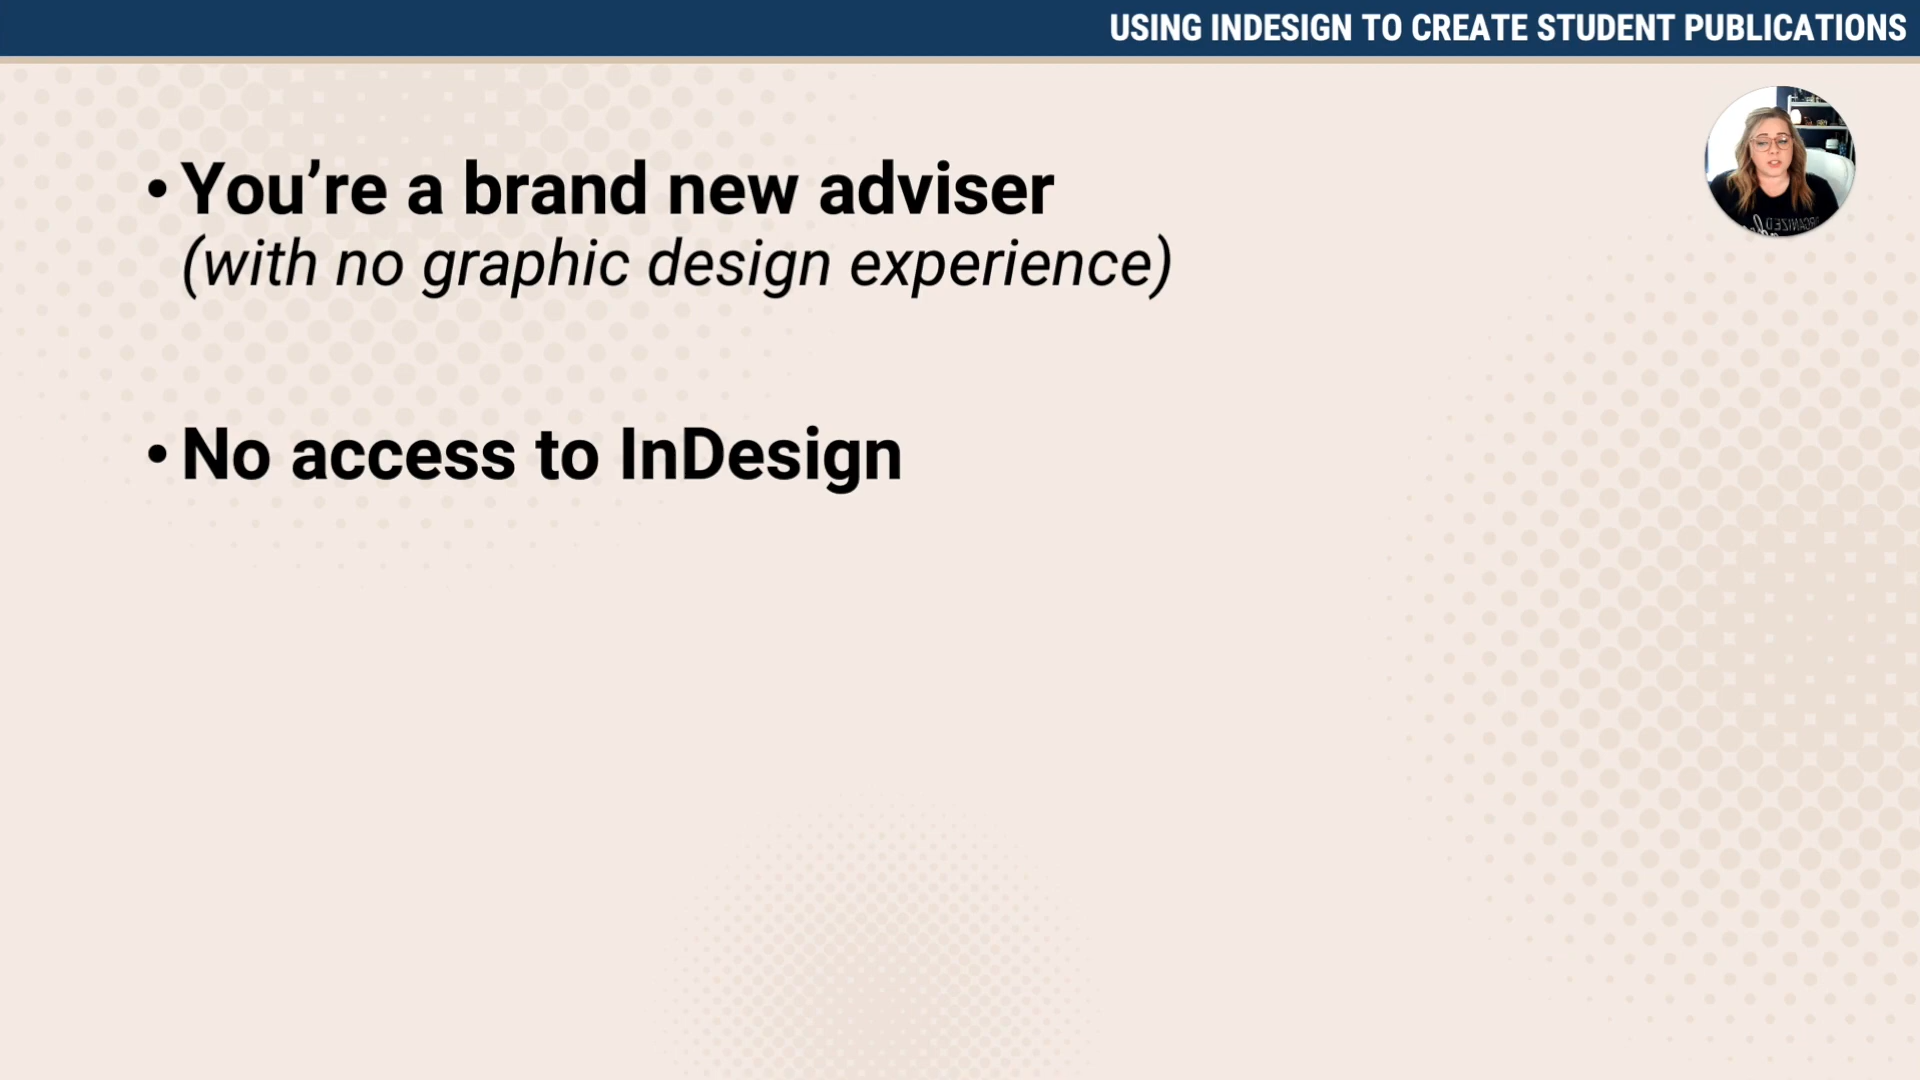 USING INDESIGN TO CREATE STUDENT PUBLICATIONS
• You’re a brand new adviser
(with no graphic design experience)
• No access to InDesign